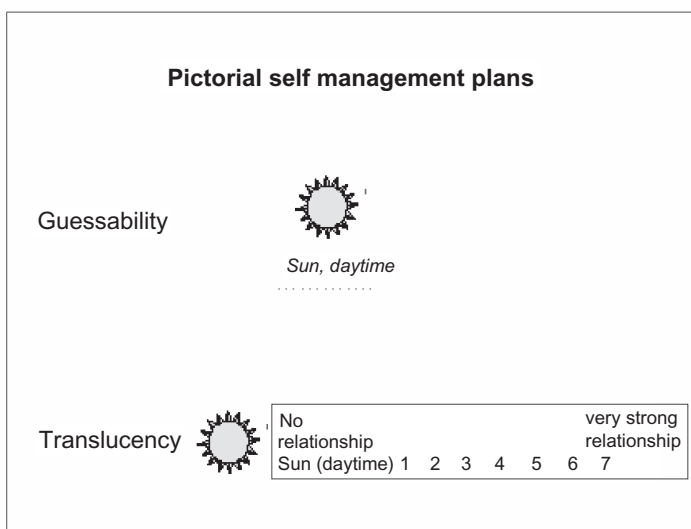 Pictorial self management plans
Guessability
Sun, daytime
.............
Translucency
No very strong
relationship relationship
Sun (daytime) 1 2 3 4 5 6 7